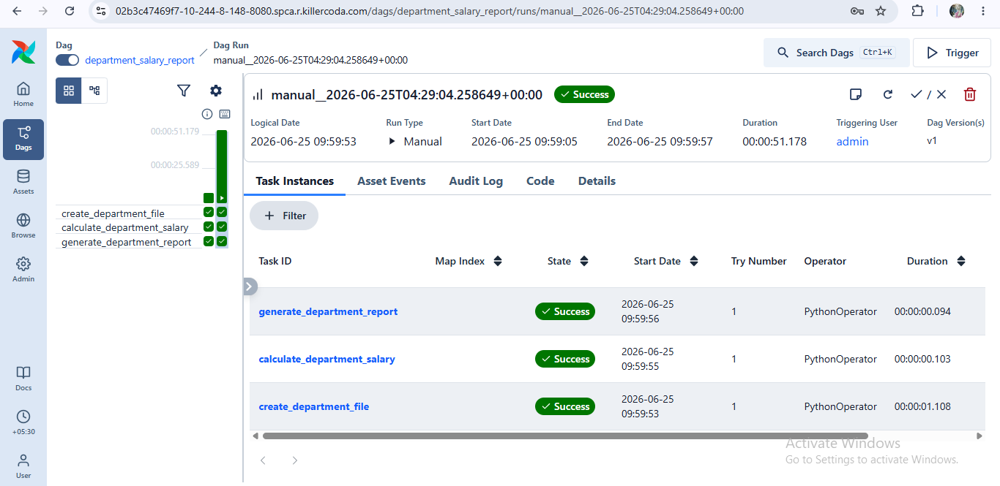 02b3c47469f7-10-244-8-148-8080.spca.r.killercoda.com/dags/department_salary_report/runs/manual__2026-06-25T04:29:04.258649+00:00
Dag
department_salary_report
/
Dag Run
manual__2026-06-25T04:29:04.258649+00:00
Search Dags Ctrl+K
Trigger
Home
Dags
Assets
Browse
Admin
Docs
+05:30
User
00:00:51.179
00:00:25.589
create_department_file
calculate_department_salary
generate_department_report
manual__2026-06-25T04:29:04.258649+00:00 Success
/
Logical Date Run Type Start Date End Date Duration Triggering User Dag Version(s)
2026-06-25 09:59:53 Manual 2026-06-25 09:59:05 2026-06-25 09:59:57 00:00:51.178 admin v1
Task Instances Asset Events Audit Log Code Details
+ Filter
Task ID Map Index State Start Date Try Number Operator Duration
generate_department_report Success 2026-06-25 09:59:56 1 PythonOperator 00:00:00.094
calculate_department_salary Success 2026-06-25 09:59:55 1 PythonOperator 00:00:00.103
create_department_file Success 2026-06-25 09:59:53 1 PythonOperator 00:00:01.108
Activate Windows
Go to Settings to activate Windows.